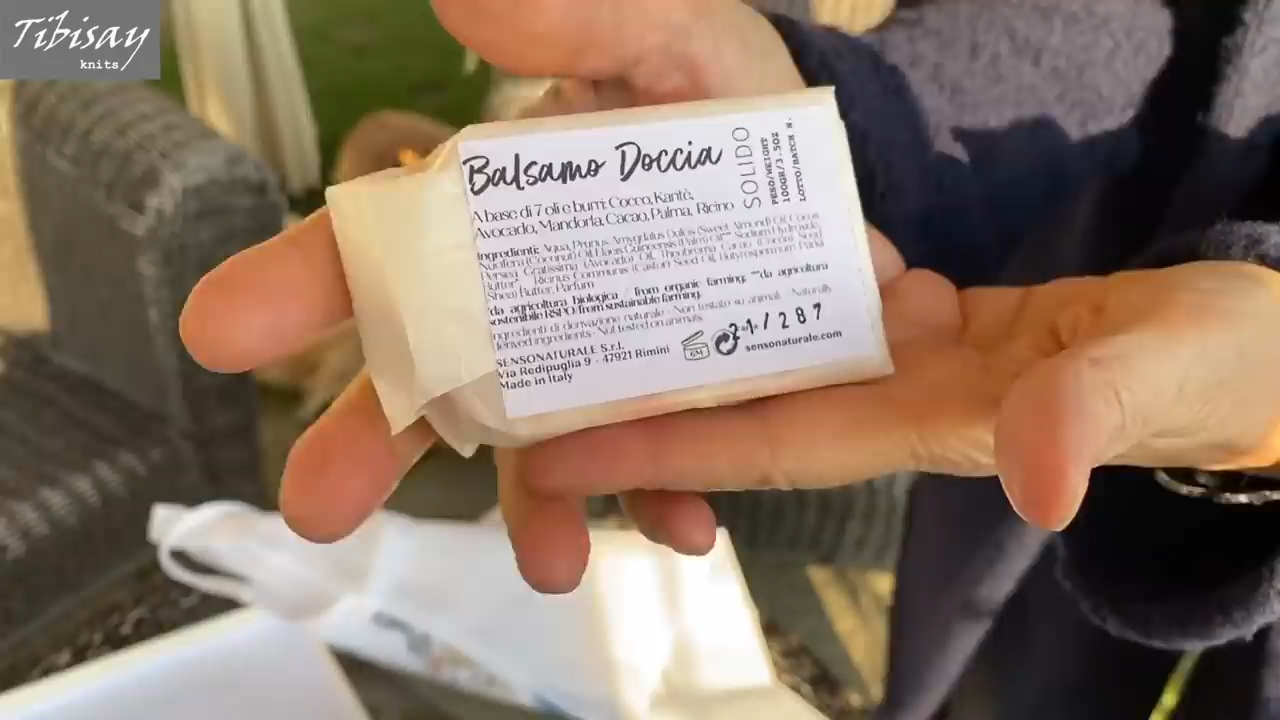 Tibisay
knits
Balsamo Doccia
SOLIDO
PESO/WEIGHT
100GR/3.5OZ
LOTTO/BATCH N.
A base di 7 oli e burri: Cocco, Karitè,
Avocado, Mandorla, Cacao, Palma, Ricino
Ingredienti: Aqua, Prunus Amygdalus Dulcis (Sweet Almond) Oil, Cocos
Nucifera (Coconut) Oil, Elaeis Guineensis (Palm) Oil** Sodium Hydroxide,
Persea Gratissima (Avocado) Oil, Theobroma Cacao (Cocoa) Seed
Butter*, Ricinus Communis (Castor) Seed Oil, Butyrospermum Parkii
(Shea) Butter, Parfum
*da agricoltura biologica / from organic farming; **da agricoltura
sostenibile RSPO/from sustainable farming.
Ingredienti di derivazione naturale - Non testato su animali / Naturally
derived ingredients - Not tested on animals.
SENSONATURALE S.r.l.
Via Redipuglia 9 - 47921 Rimini
Made in Italy
21/287
sensonaturale.com